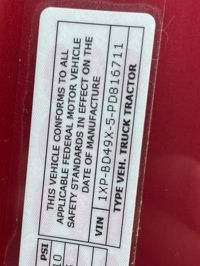 THIS VEHICLE CONFORMS TO ALL
APPLICABLE FEDERAL MOTOR VEHICLE
SAFETY STANDARDS IN EFFECT ON THE
DATE OF MANUFACTURE
VIN 1XP-BD49X-5-PD816711
TYPE VEH. TRUCK TRACTOR
PSI